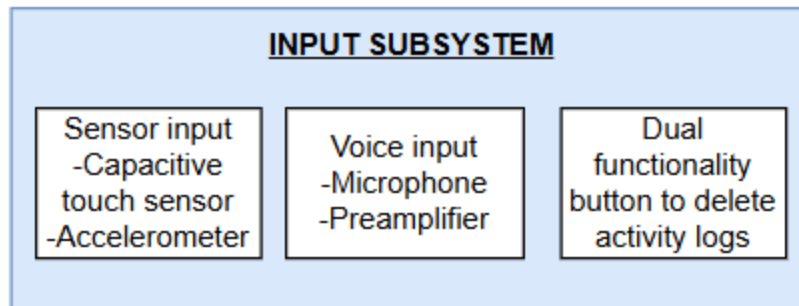 INPUT SUBSYSTEM
Sensor input
-Capacitive
touch sensor
-Accelerometer
Voice input
-Microphone
-Preamplifier
Dual
functionality
button to delete
activity logs